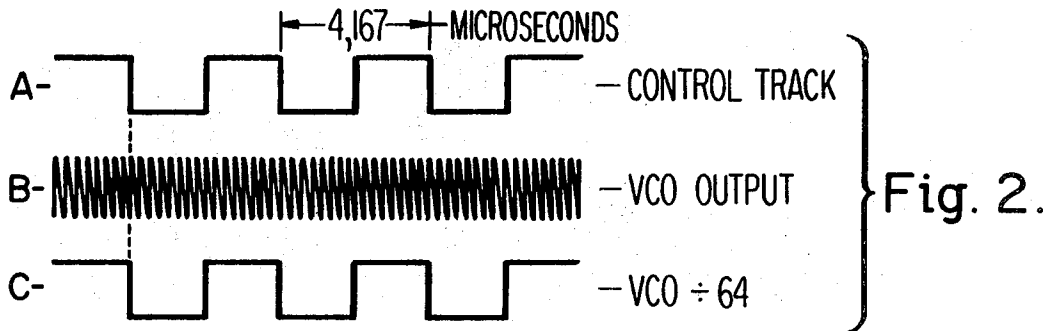 4,167 MICROSECONDS
A- -CONTROL TRACK
B- -VCO OUTPUT
Fig. 2.
C- -VCO ÷ 64